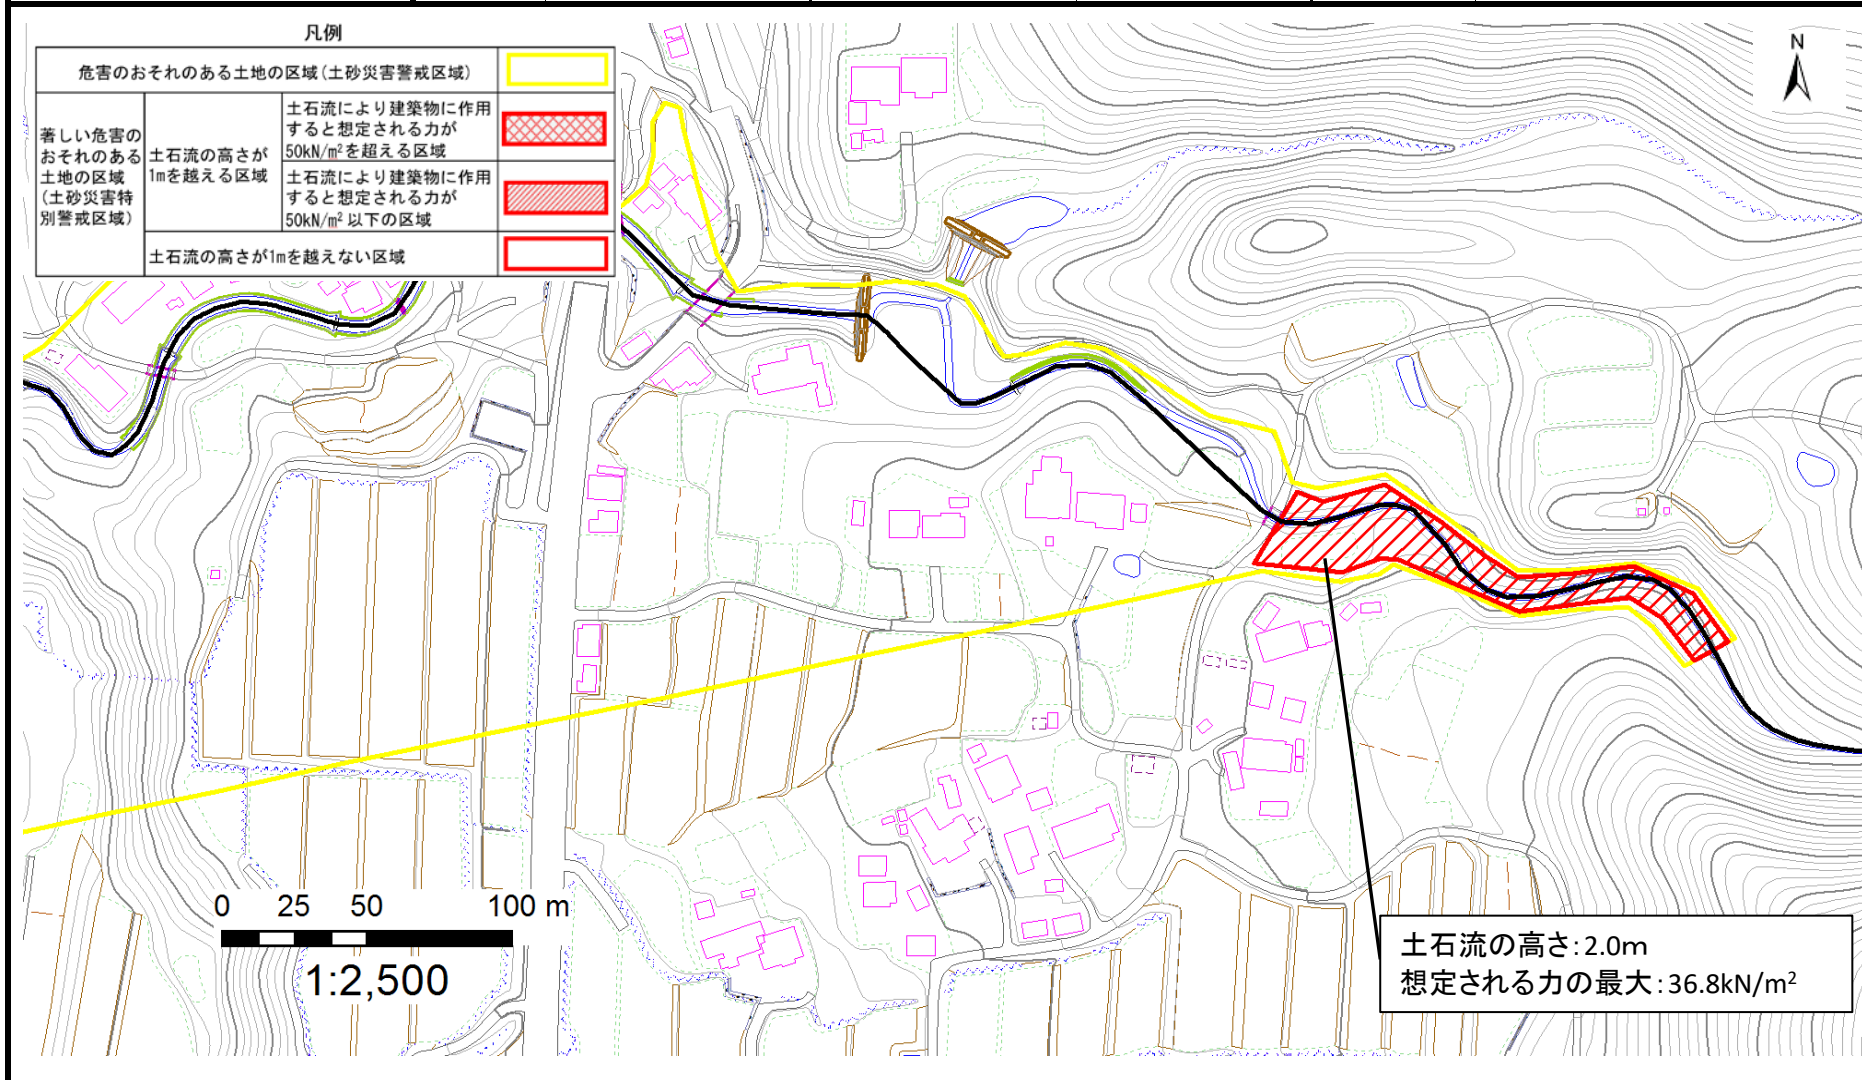 凡例
危害のおそれのある土地の区域(土砂災害警戒区域)
著しい危害の
おそれのある
土地の区域
(土砂災害特
別警戒区域)
土石流の高さが
1mを越える区域
土石流により建築物に作用
すると想定される力が
50kN/m²を超える区域
土石流により建築物に作用
すると想定される力が
50kN/m² 以下の区域
土石流の高さが1mを越えない区域
N
0 25 50 100 m
1:2,500
土石流の高さ:2.0m
想定される力の最大:36.8kN/m²